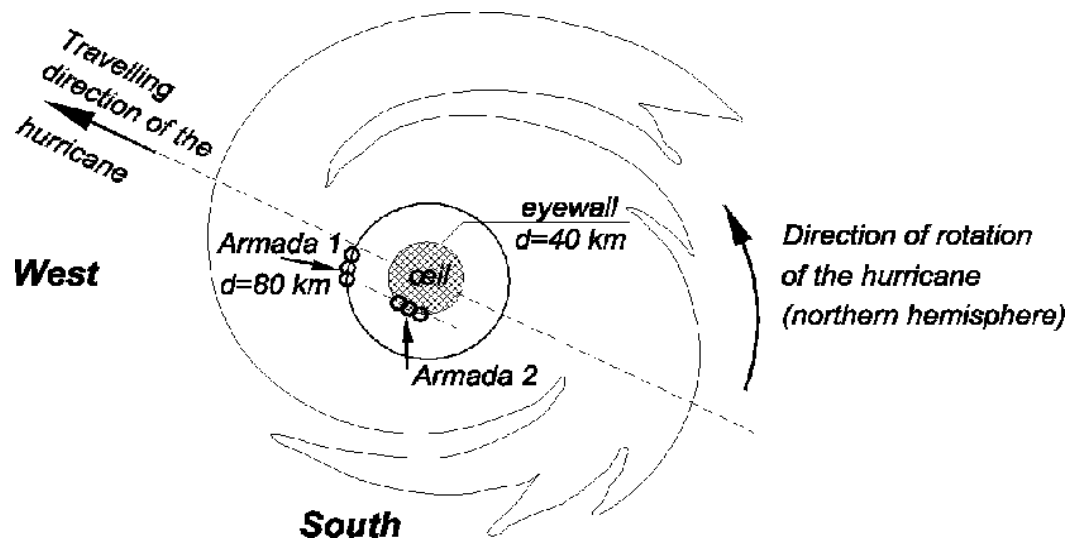 Travelling
direction of the
hurricane
eyewall
d=40 km
Armada 1
d=80 km
West
œil
Direction of rotation
of the hurricane
(northern hemisphere)
Armada 2
South